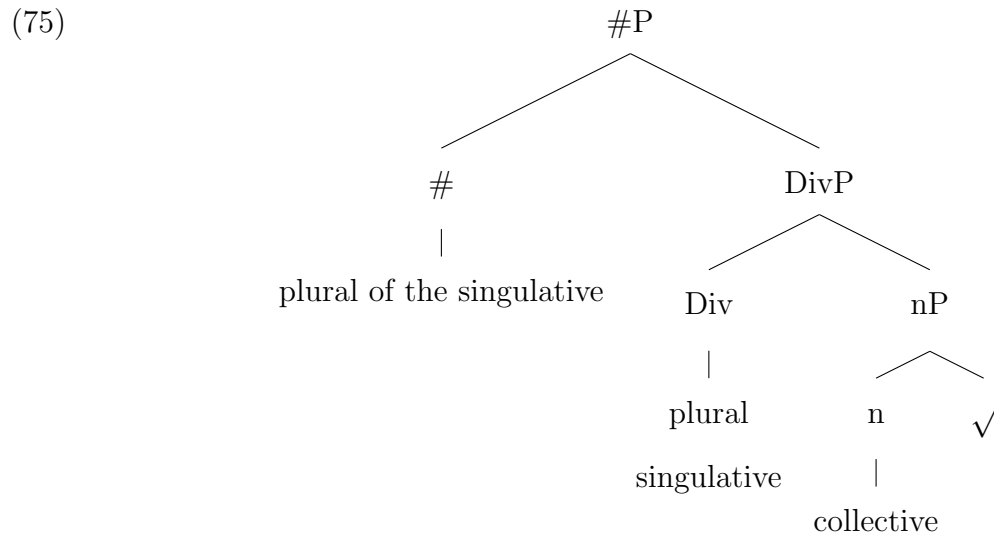 (75)
#P
# DivP
plural of the singulative
Div nP
plural n √
singulative
collective